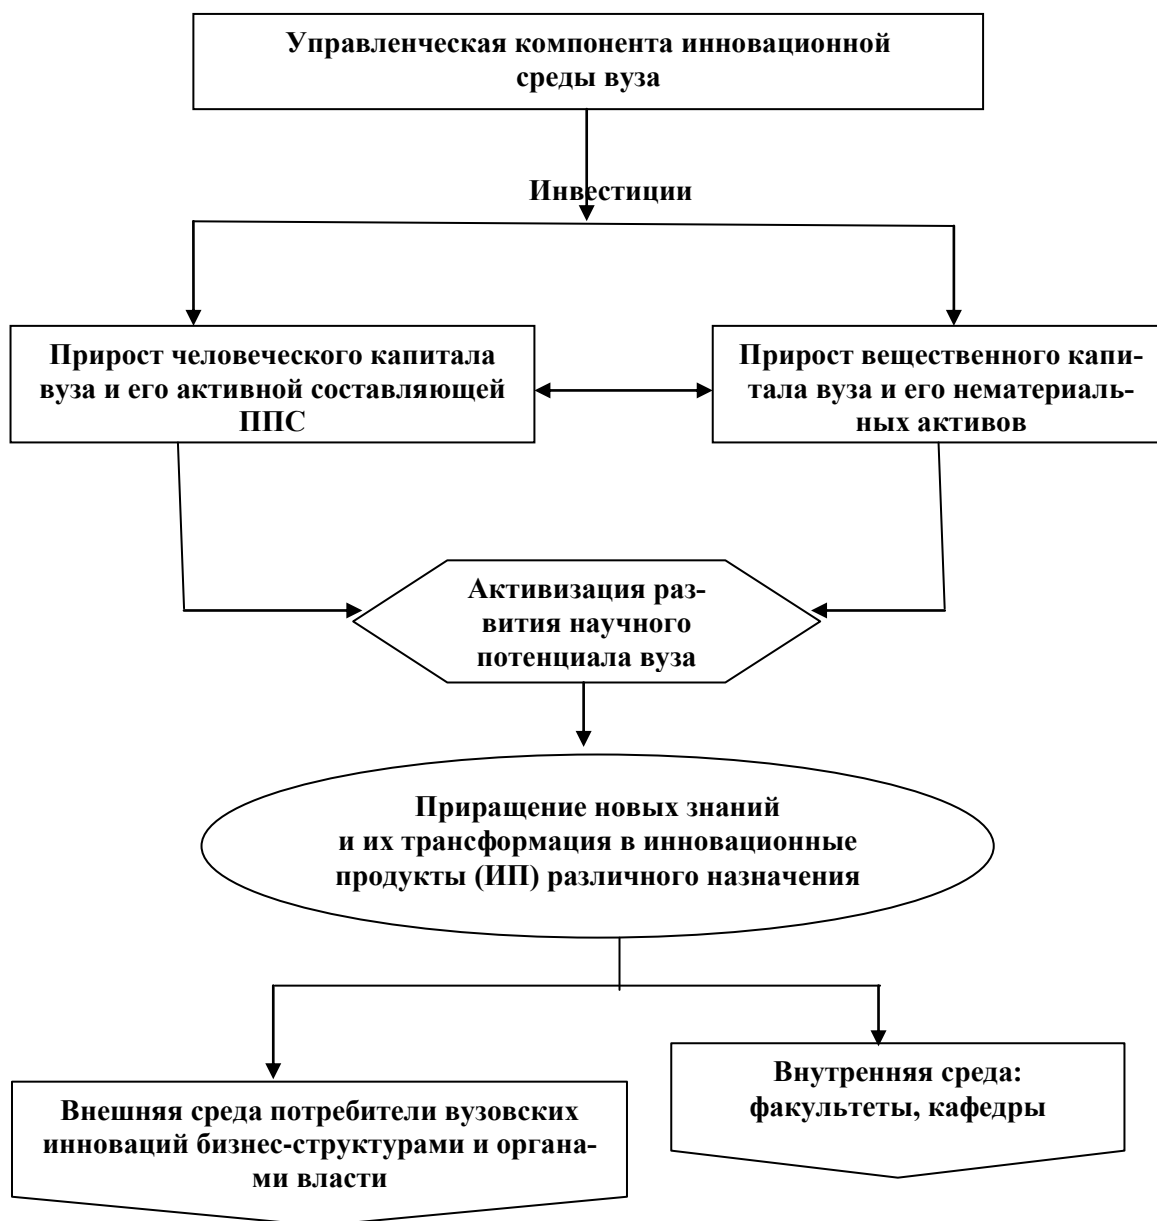 Управленческая компонента инновационной
среды вуза
Инвестиции
Прирост человеческого капитала
вуза и его активной составляющей
ППС
Прирост вещественного капи-
тала вуза и его нематериаль-
ных активов
Активизация раз-
вития научного
потенциала вуза
Приращение новых знаний
и их трансформация в инновационные
продукты (ИП) различного назначения
Внешняя среда потребители вузовских
инноваций бизнес-структурами и органа-
ми власти
Внутренняя среда:
факультеты, кафедры